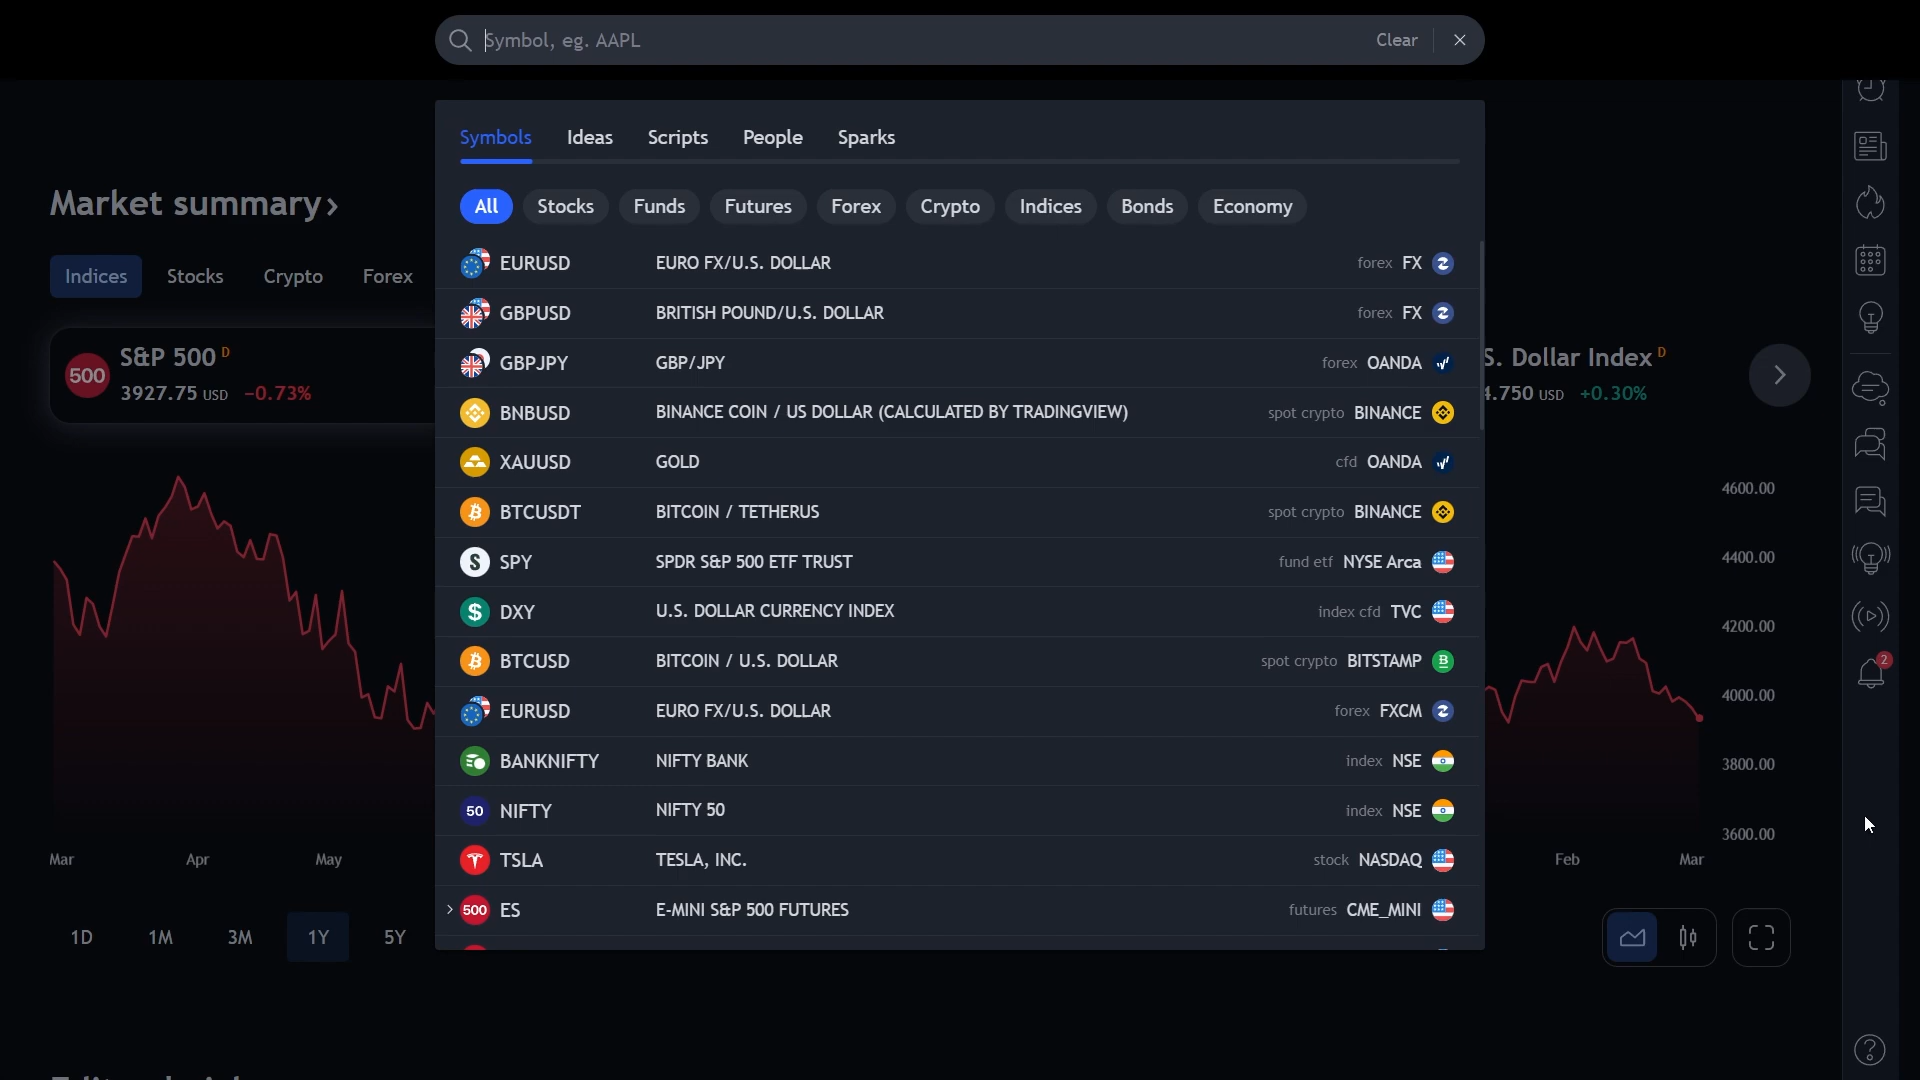 Symbol, eg. AAPL Clear
Symbols Ideas Scripts People Sparks
All Stocks Funds Futures Forex Crypto Indices Bonds Economy
EURUSD EURO FX/U.S. DOLLAR forex FX
GBPUSD BRITISH POUND/U.S. DOLLAR forex FX
GBPJPY GBP/JPY forex OANDA
BNBUSD BINANCE COIN / US DOLLAR (CALCULATED BY TRADINGVIEW) spot crypto BINANCE
XAUUSD GOLD cfd OANDA
BTCUSDT BITCOIN / TETHERUS spot crypto BINANCE
S SPY SPDR S&P 500 ETF TRUST fund etf NYSE Arca
$ DXY U.S. DOLLAR CURRENCY INDEX index cfd TVC
BTCUSD BITCOIN / U.S. DOLLAR spot crypto BITSTAMP
EURUSD EURO FX/U.S. DOLLAR forex FXCM
BANKNIFTY NIFTY BANK index NSE
50 NIFTY NIFTY 50 index NSE
TSLA TESLA, INC. stock NASDAQ
500 ES E-MINI S&P 500 FUTURES futures CME_MINI
Market summary
Indices Stocks Crypto Forex
500 S&P 500 D
3927.75 USD −0.73%
S. Dollar Index D
4.750 USD +0.30%
4600.00
4400.00
4200.00
4000.00
3800.00
3600.00
Mar Apr May Feb Mar
1D 1M 3M 1Y 5Y
2